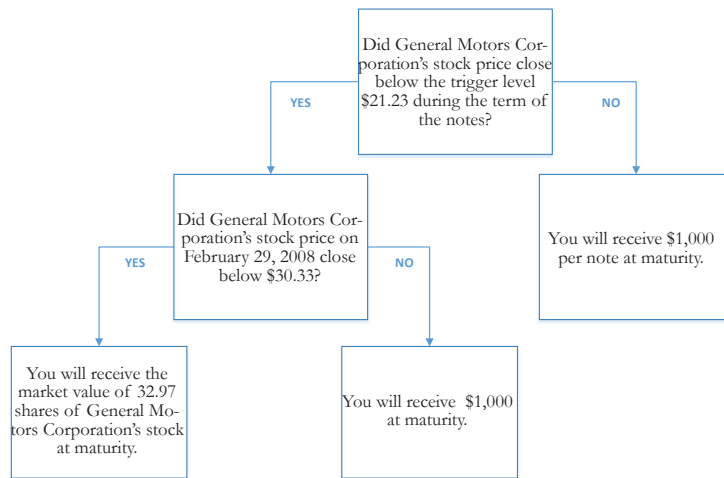 Did General Motors Cor-
poration's stock price close
below the trigger level
$21.23 during the term of
the notes?
YES
NO
Did General Motors Cor-
poration's stock price on
February 29, 2008 close
below $30.33?
You will receive $1,000
per note at maturity.
YES
NO
You will receive the
market value of 32.97
shares of General Mo-
tors Corporation's stock
at maturity.
You will receive $1,000
at maturity.